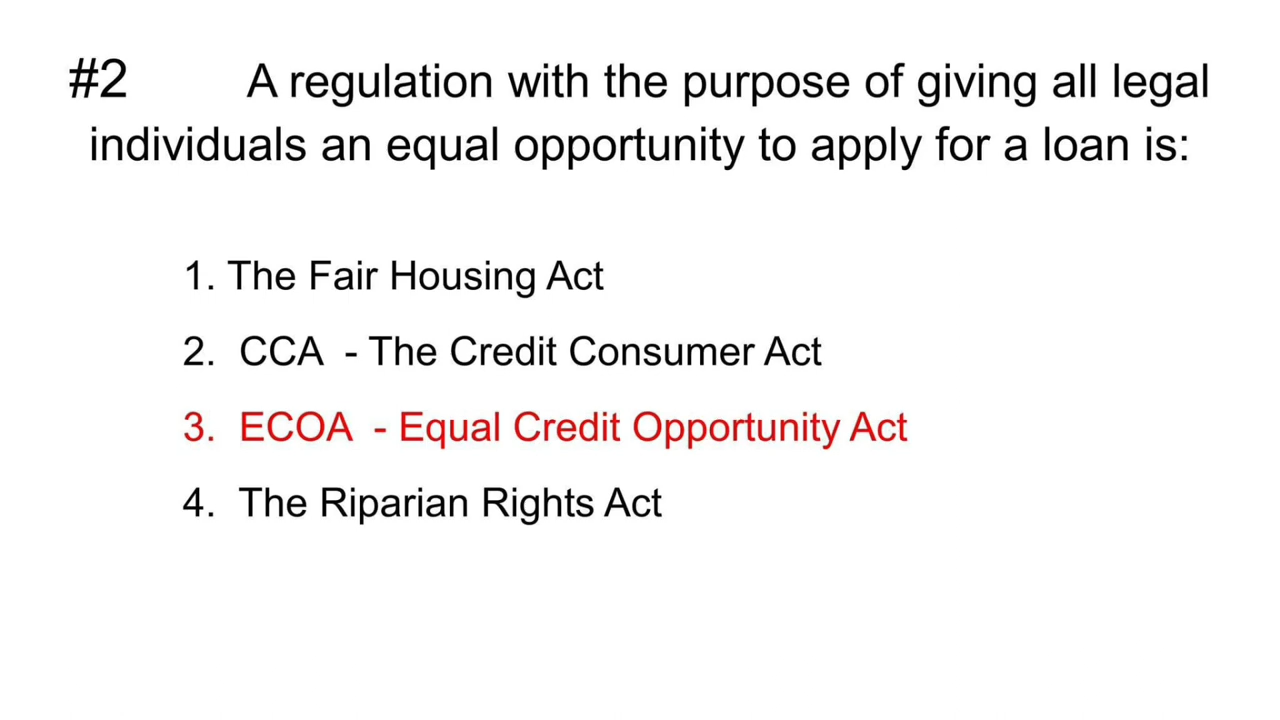 #2 A regulation with the purpose of giving all legal
individuals an equal opportunity to apply for a loan is:
1. The Fair Housing Act
2. CCA - The Credit Consumer Act
3. ECOA - Equal Credit Opportunity Act
4. The Riparian Rights Act